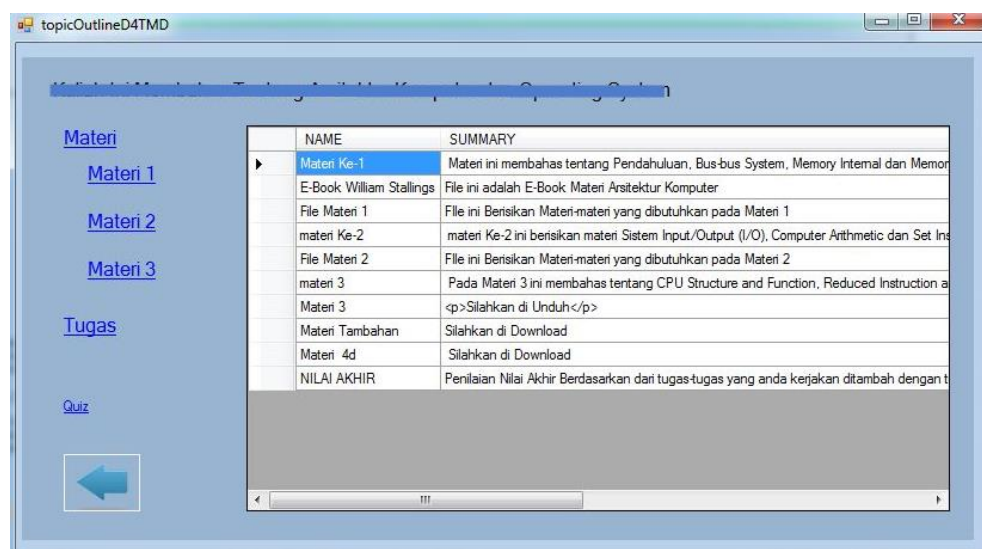 topicOutlineD4TMD
Materi
Materi 1
Materi 2
Materi 3
Tugas
Quiz
NAME SUMMARY
Materi Ke-1 Materi ini membahas tentang Pendahuluan, Bus-bus System, Memory Internal dan Memor
E-Book William Stallings File ini adalah E-Book Materi Arsitektur Komputer
File Materi 1 FIle ini Berisikan Materi-materi yang dibutuhkan pada Materi 1
materi Ke-2 materi Ke-2 ini berisikan materi Sistem Input/Output (I/O), Computer Arithmetic dan Set Ins
File Materi 2 FIle ini Berisikan Materi-materi yang dibutuhkan pada Materi 2
materi 3 Pada Materi 3 ini membahas tentang CPU Structure and Function, Reduced Instruction a
Materi 3 <p>Silahkan di Unduh</p>
Materi Tambahan Silahkan di Download
Materi 4d Silahkan di Download
NILAI AKHIR Penilaian Nilai Akhir Berdasarkan dari tugas-tugas yang anda kerjakan ditambah dengan t